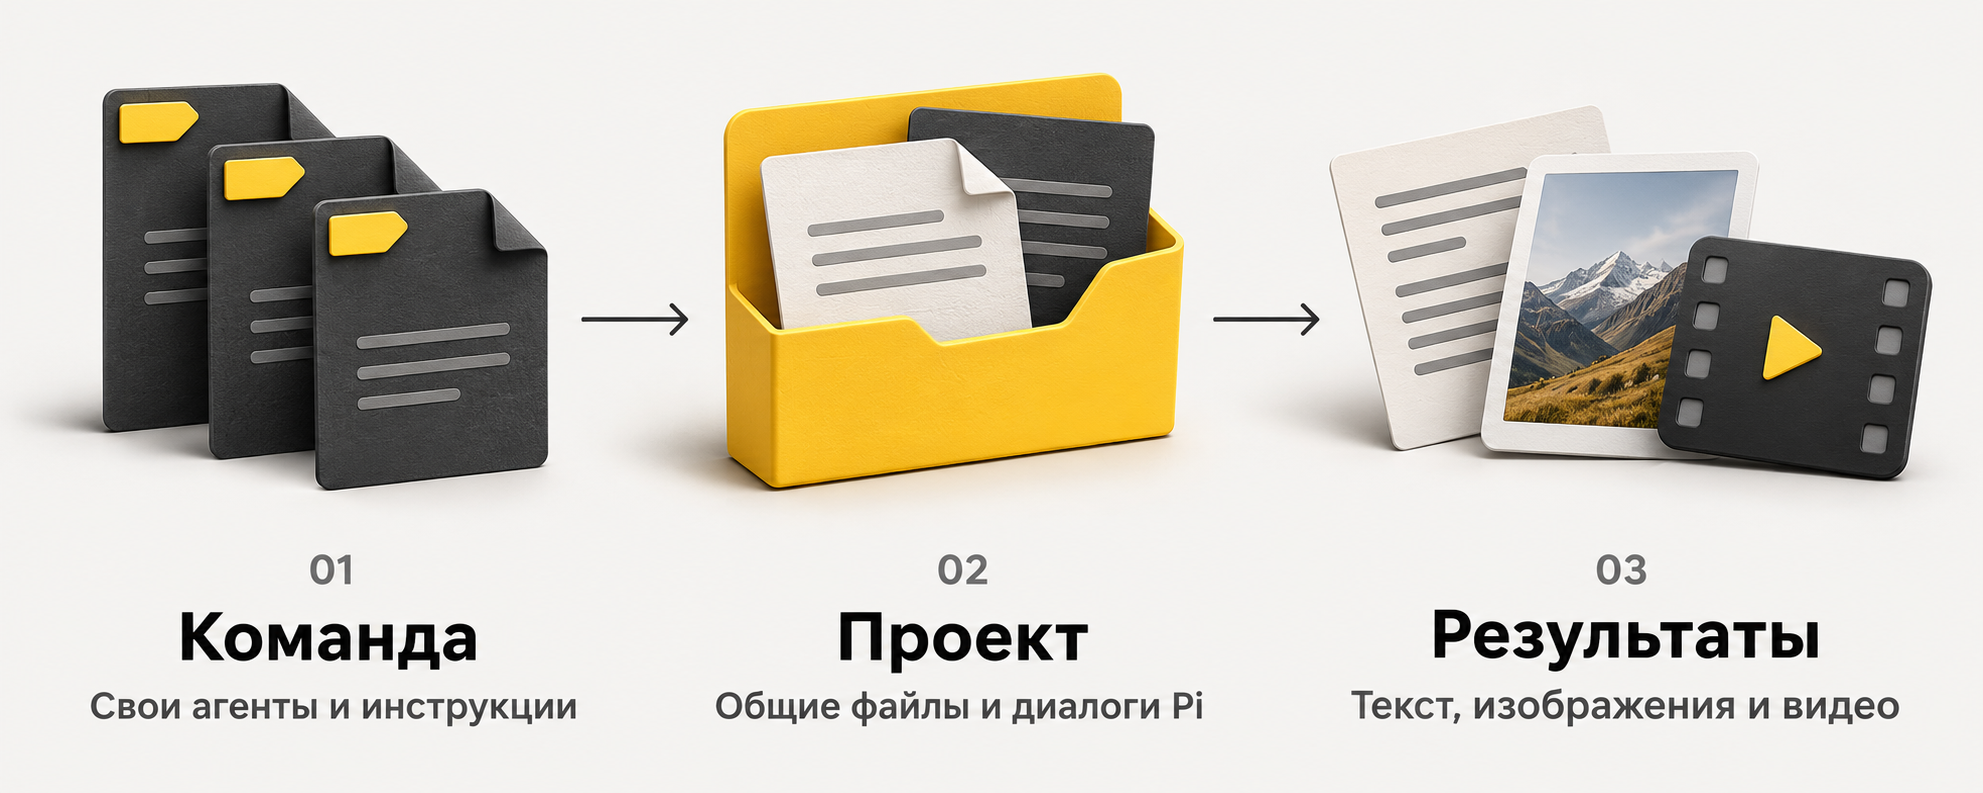 01
Команда
Свои агенты и инструкции
02
Проект
Общие файлы и диалоги Pi
03
Результаты
Текст, изображения и видео